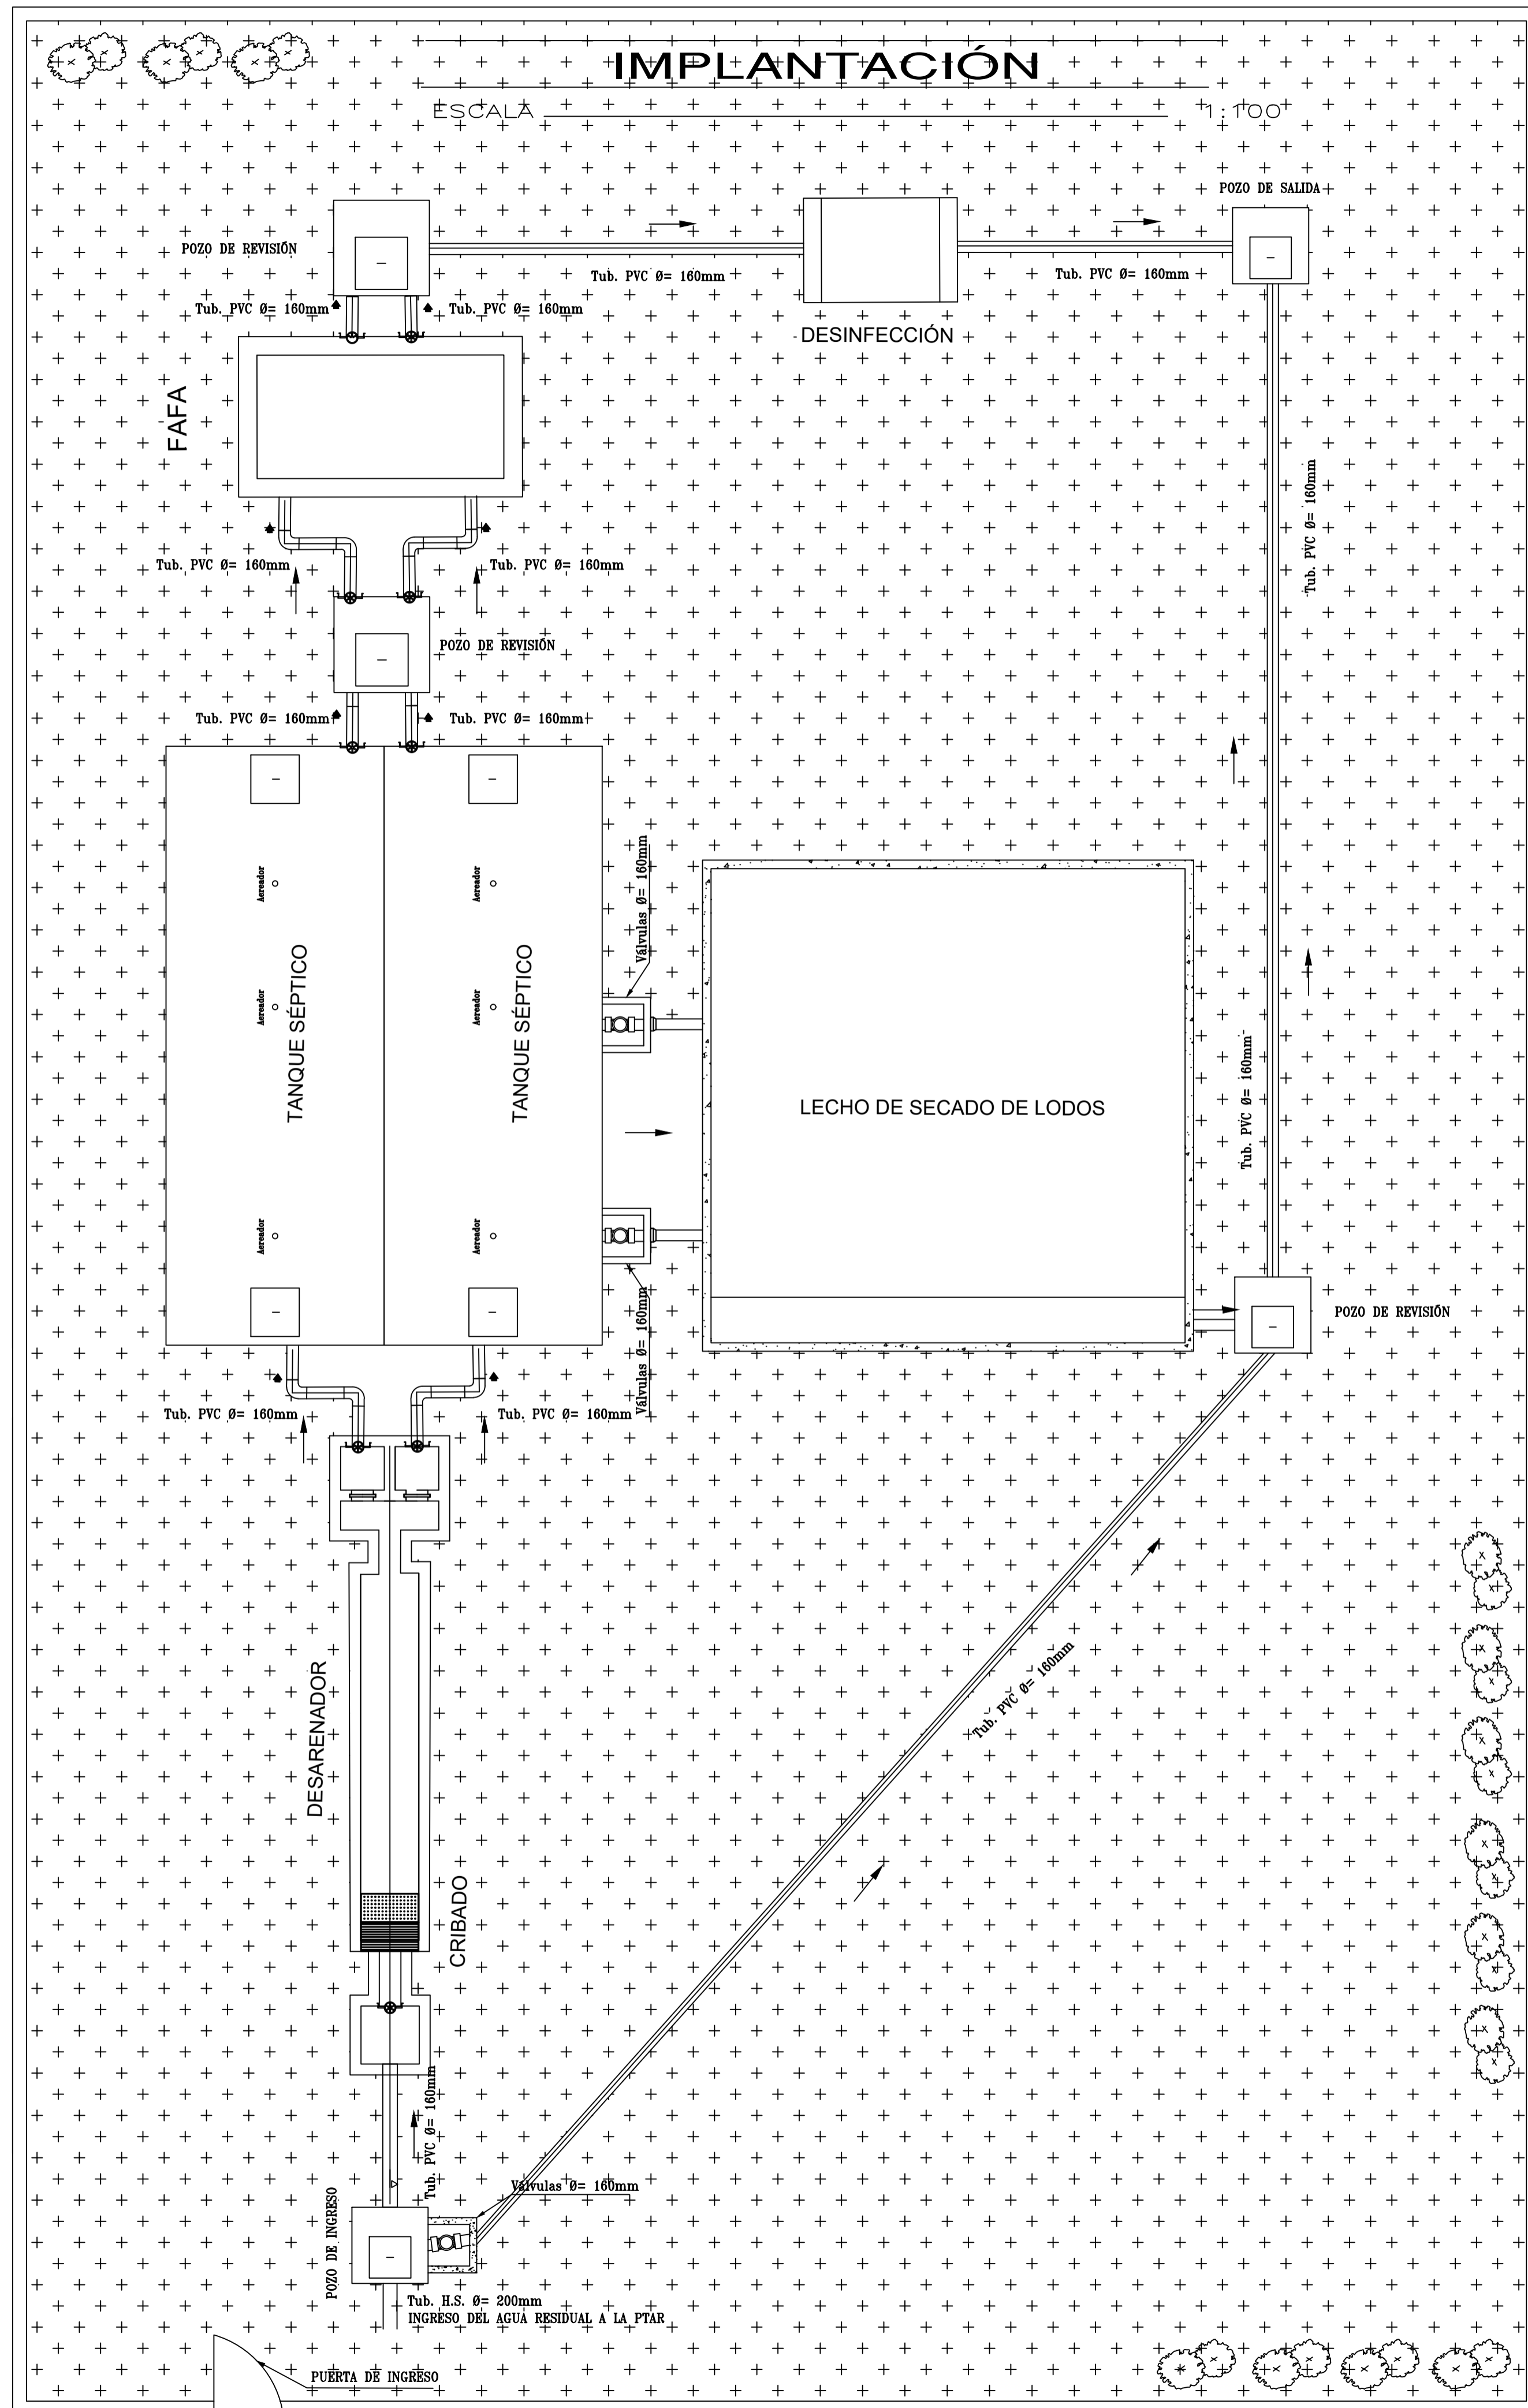 IMPLANTACIÓN
ESCALA 1:100
POZO DE SALIDA
POZO DE REVISIÓN
Tub. PVC Ø= 160mm
Tub. PVC Ø= 160mm
Tub. PVC Ø= 160mm
Tub. PVC Ø= 160mm
DESINFECCIÓN
FAFA
Tub. PVC Ø= 160mm
Tub. PVC Ø= 160mm
Tub. PVC Ø= 160mm
POZO DE REVISIÓN
Tub. PVC Ø= 160mm
Tub. PVC Ø= 160mm
Válvulas Ø= 160mm
Aereador
Aereador
Aereador
Aereador
TANQUE SÉPTICO
TANQUE SÉPTICO
LECHO DE SECADO DE LODOS
Tub. PVC Ø= 160mm
Aereador
Aereador
Válvulas Ø= 160mm
POZO DE REVISIÓN
Tub. PVC Ø= 160mm
Tub. PVC Ø= 160mm
Tub. PVC Ø= 160mm
DESARENADOR
CRIBADO
Tub. PVC Ø= 160mm
Válvulas Ø= 160mm
POZO DE INGRESO
Tub. H.S. Ø= 200mm
INGRESO DEL AGUA RESIDUAL A LA PTAR
PUERTA DE INGRESO